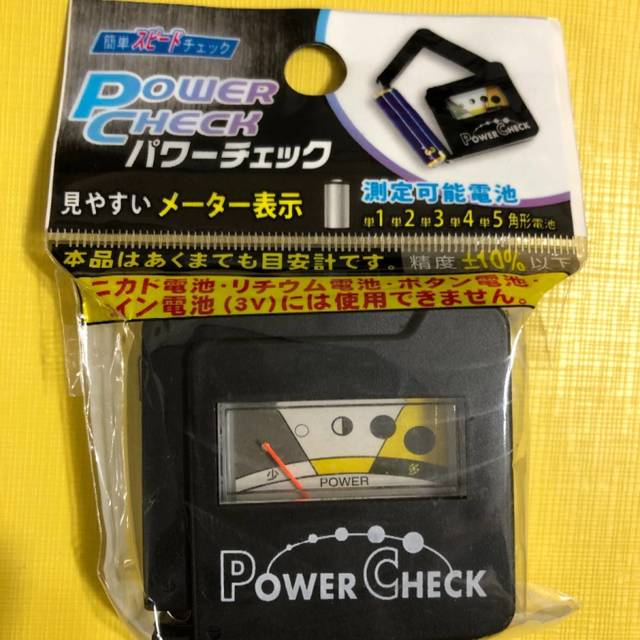 簡単スピードチェック
POWER
CHECK
パワーチェック
見やすいメーター表示
POWER CHECK
測定可能電池
単1単2単3単4単5角形電池
本品はあくまでも目安計です。精度±10%以下
ニカド電池・リチウム電池・ボタン電池・
イン電池(3V)には使用できません。
少 多
POWER
POWER CHECK